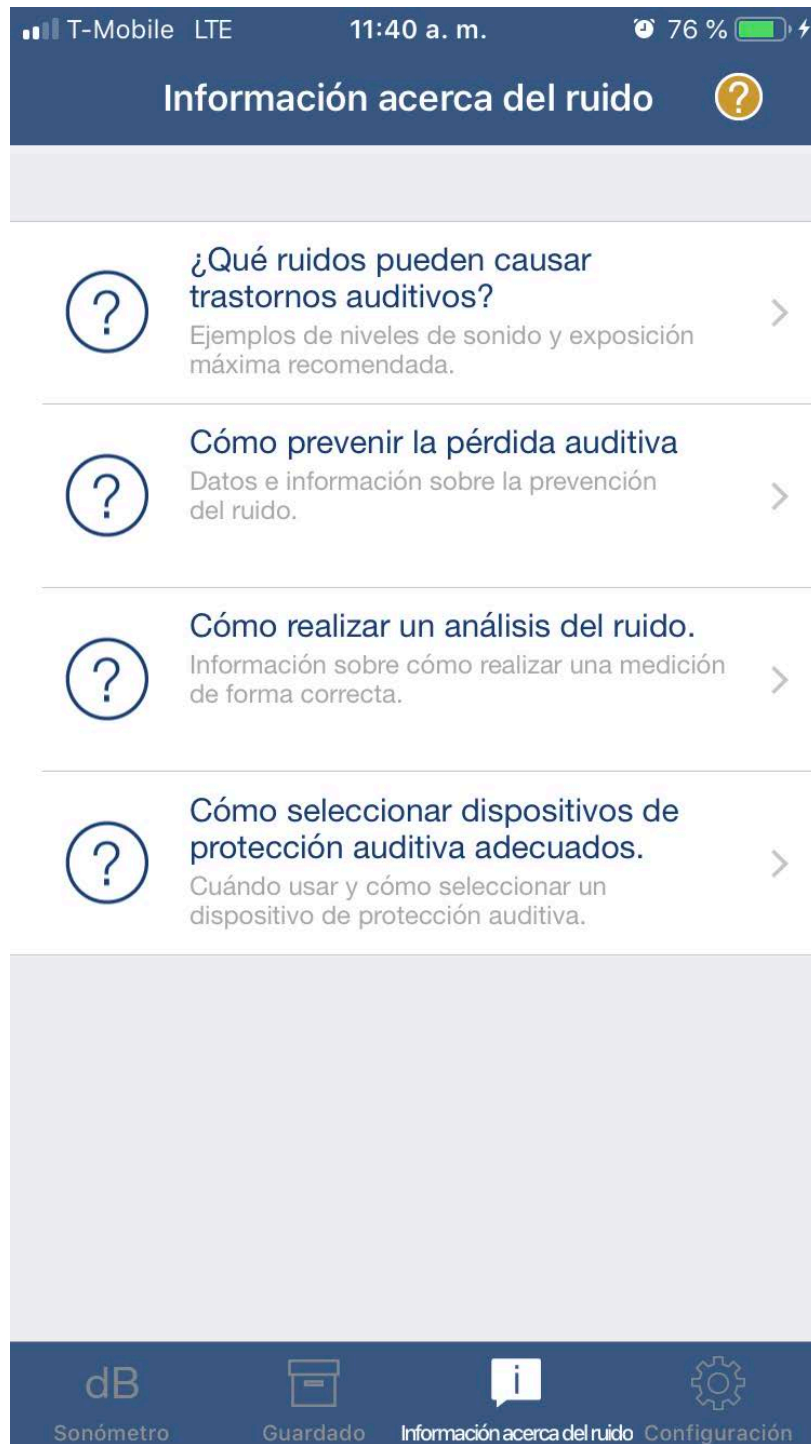 T-Mobile LTE 11:40 a. m. 76 %
Información acerca del ruido ?
¿Qué ruidos pueden causar
trastornos auditivos?
Ejemplos de niveles de sonido y exposición
máxima recomendada.
Cómo prevenir la pérdida auditiva
Datos e información sobre la prevención
del ruido.
Cómo realizar un análisis del ruido.
Información sobre cómo realizar una medición
de forma correcta.
Cómo seleccionar dispositivos de
protección auditiva adecuados.
Cuándo usar y cómo seleccionar un
dispositivo de protección auditiva.
dB
Sonómetro Guardado Información acerca del ruido Configuración